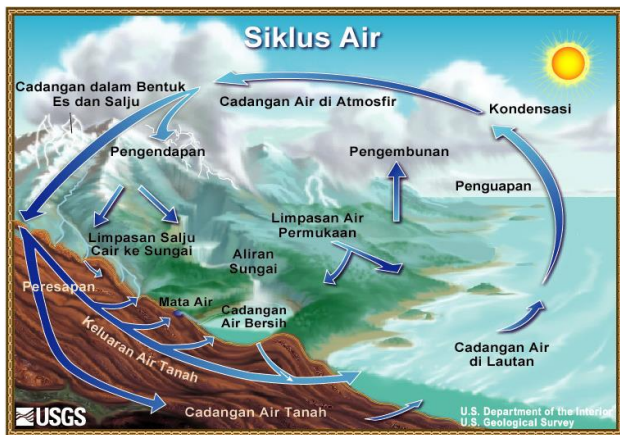 Siklus Air
Cadangan dalam Bentuk
Es dan Salju
Cadangan Air di Atmosfir
Kondensasi
Pengendapan
Pengembunan
Penguapan
Limpasan Salju
Cair ke Sungai
Limpasan Air
Permukaan
Aliran
Sungai
Peresapan
Mata Air
Cadangan
Air Bersih
Keluaran Air Tanah
Cadangan Air
di Lautan
Cadangan Air Tanah
USGS
U.S. Department of the Interior
U.S. Geological Survey